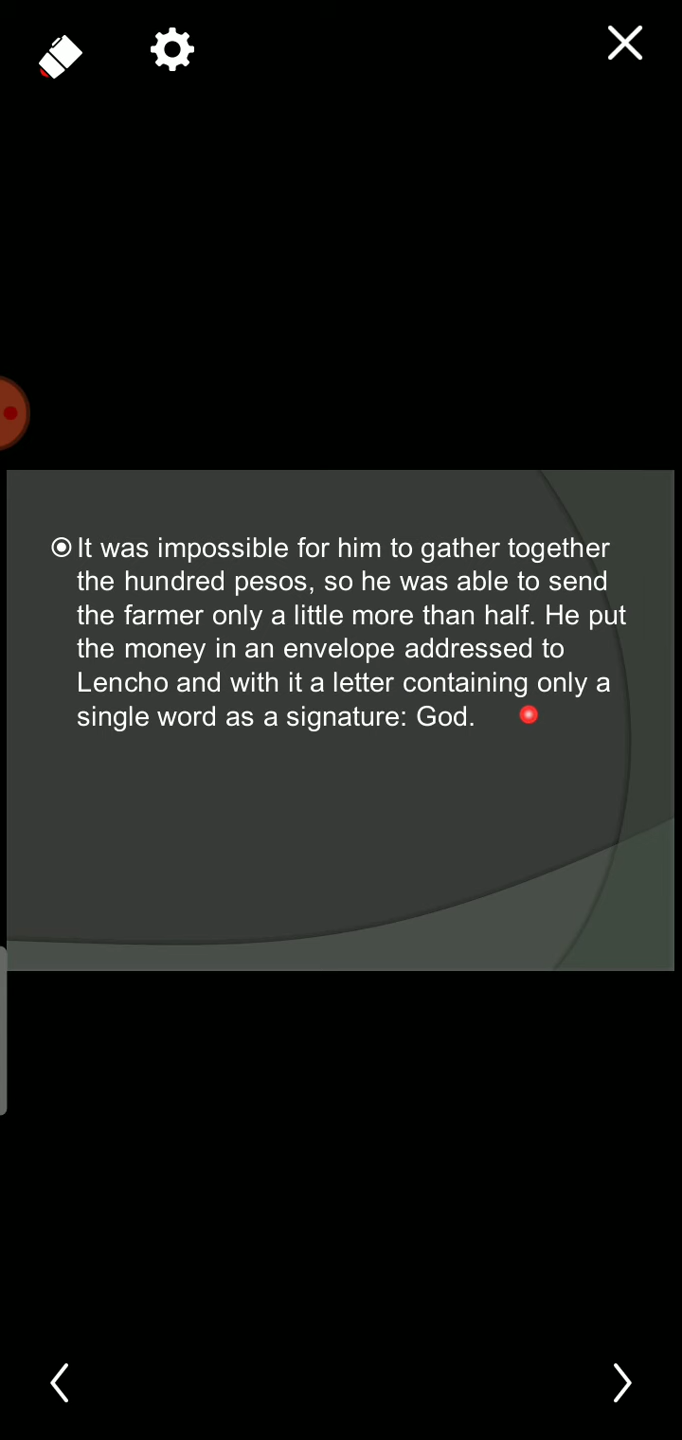 It was impossible for him to gather together
the hundred pesos, so he was able to send
the farmer only a little more than half. He put
the money in an envelope addressed to
Lencho and with it a letter containing only a
single word as a signature: God.